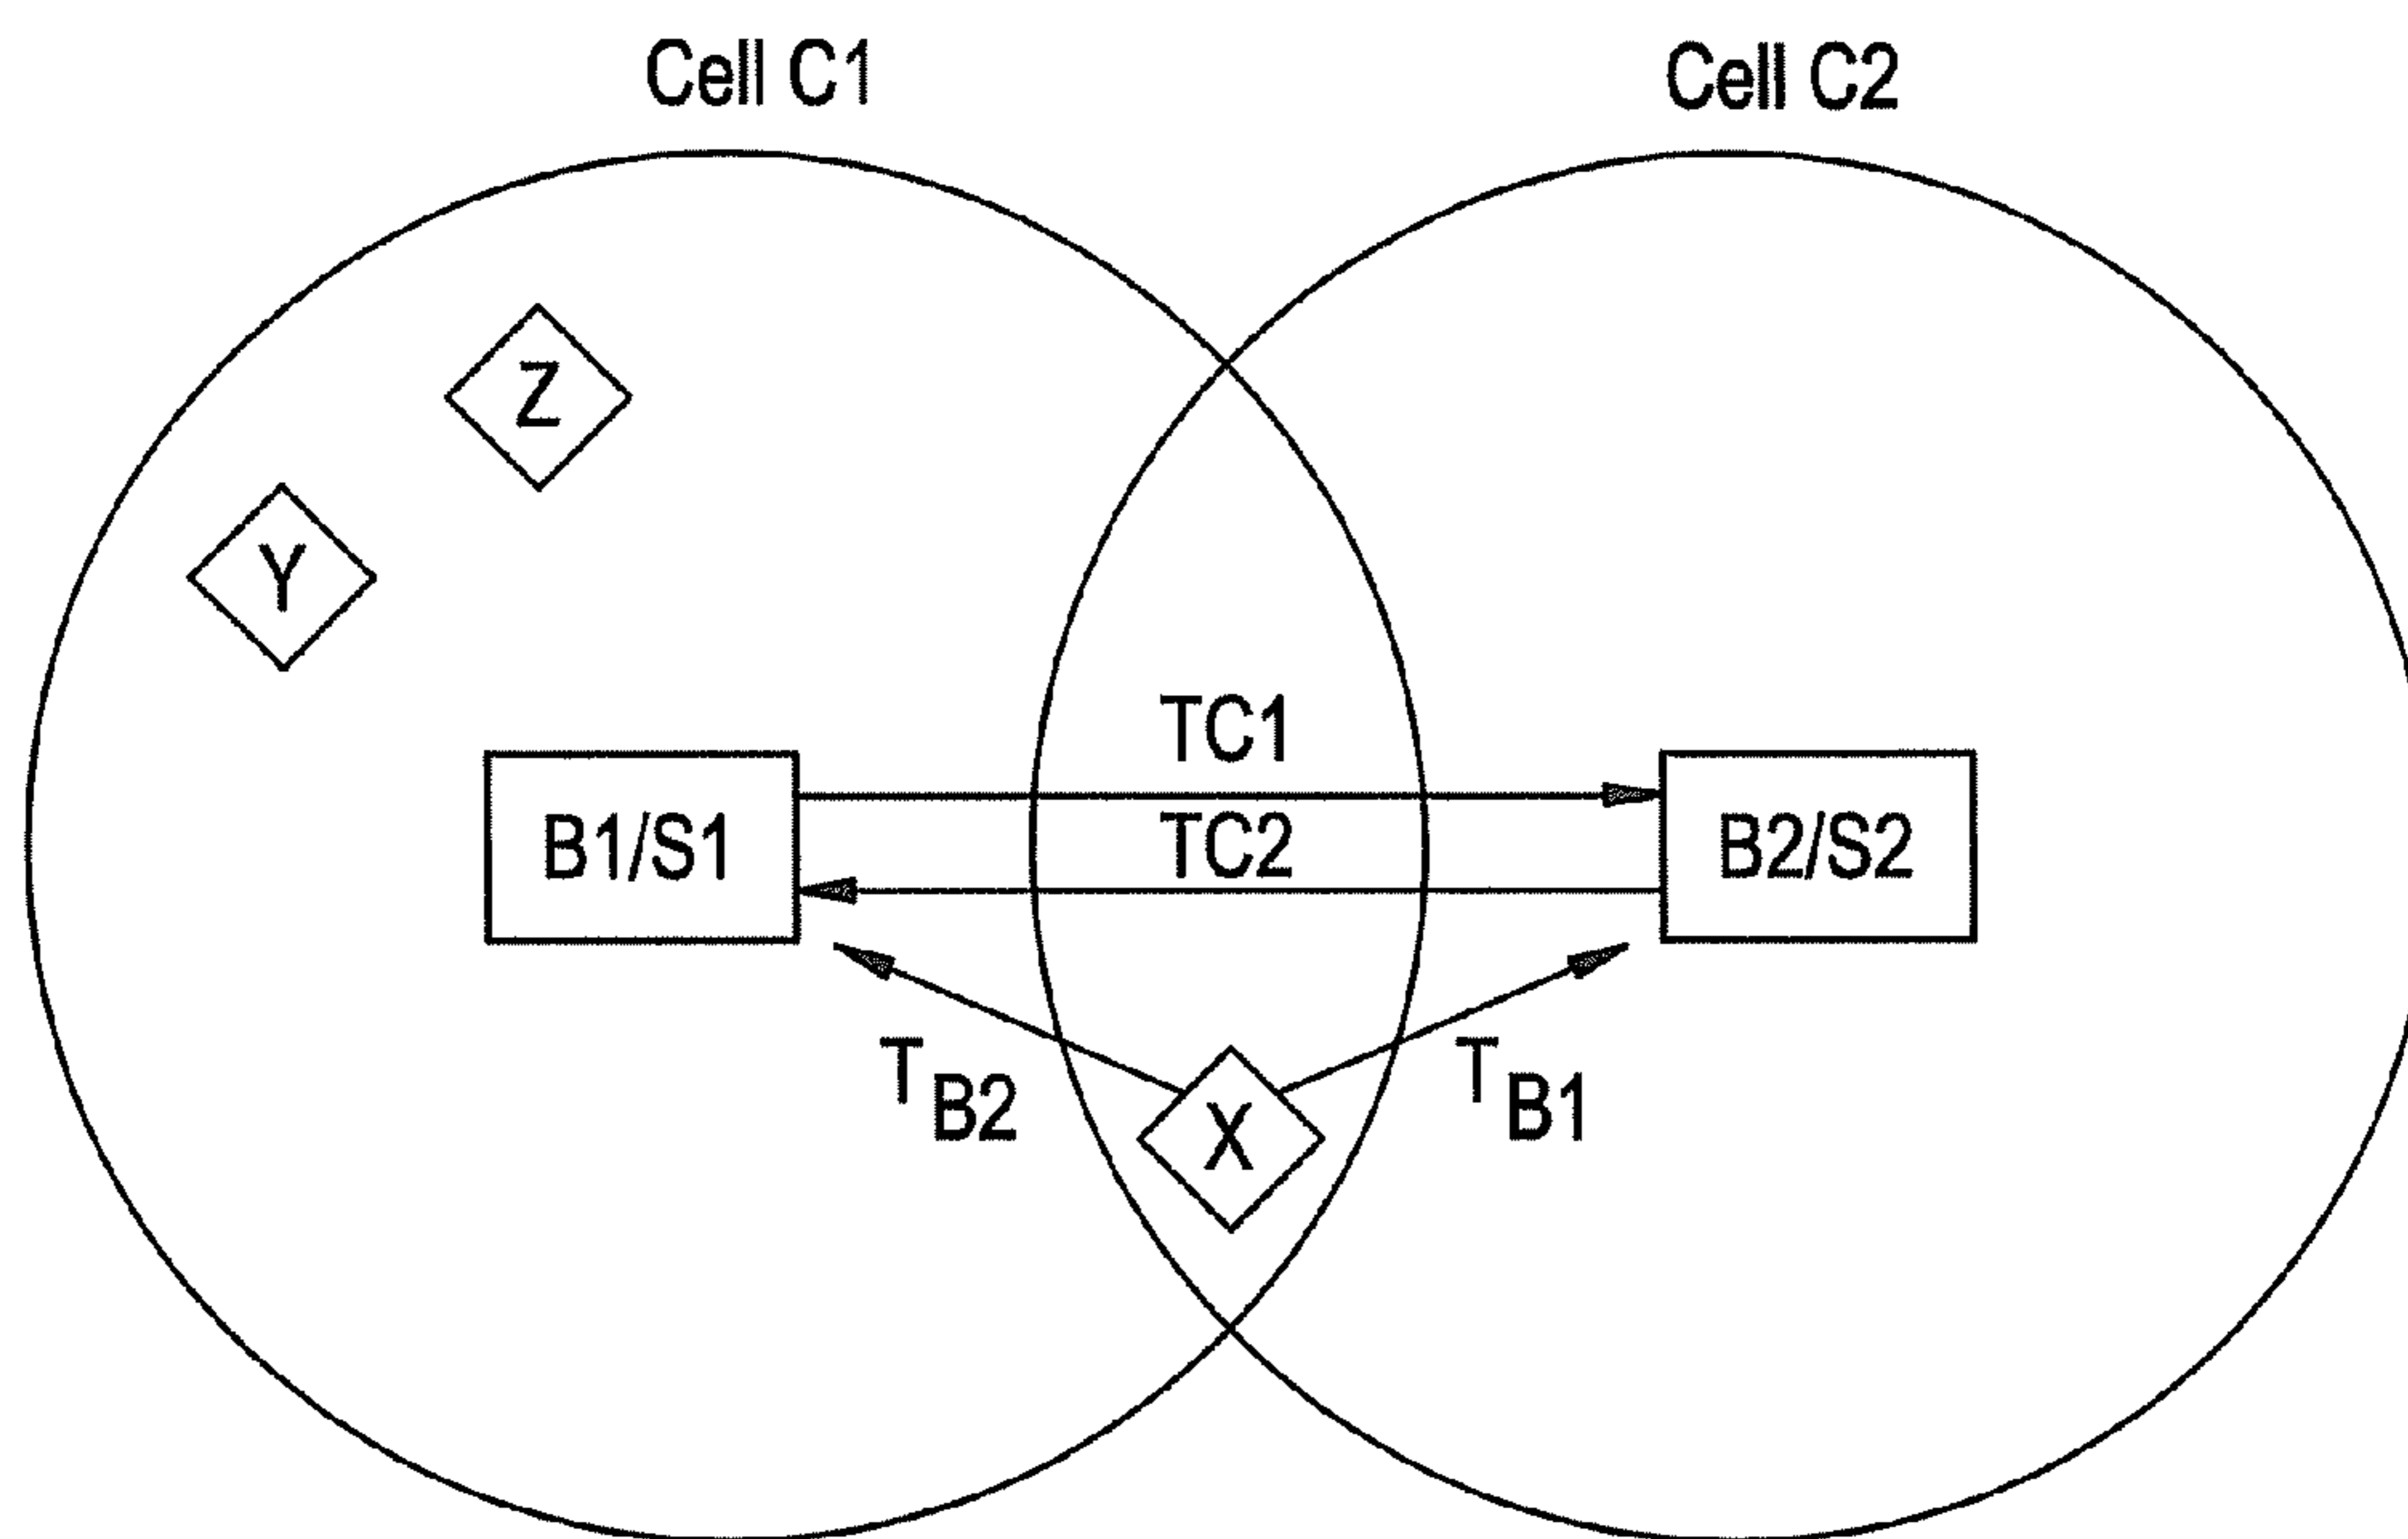 Cell C1
Cell C2
Z
Y
TC1
B1/S1
TC2
B2/S2
TB2
X
TB1